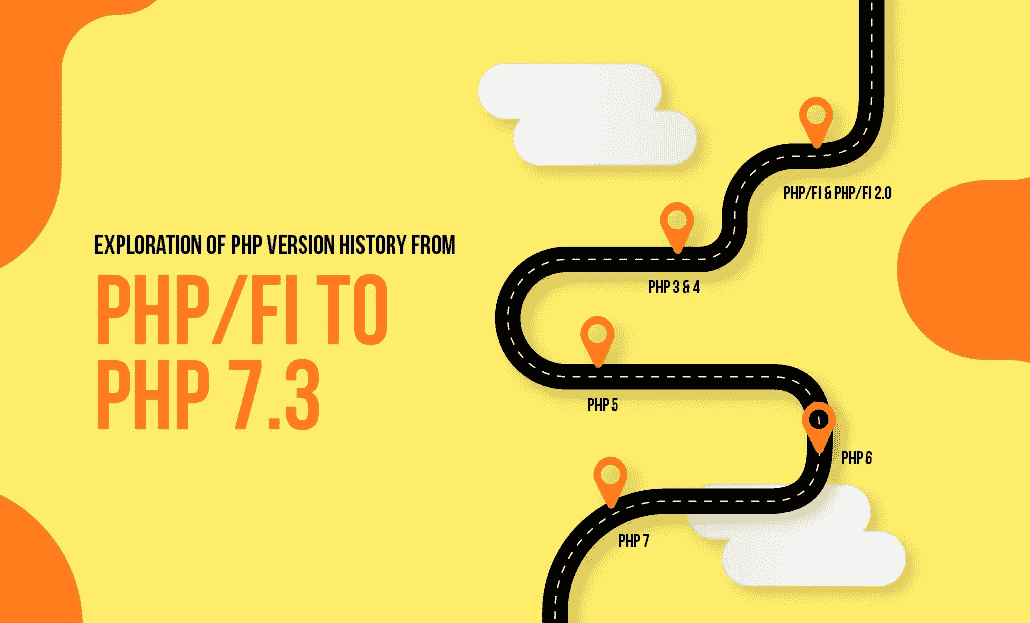 EXPLORATION OF PHP VERSION HISTORY FROM
PHP/FI TO
PHP 7.3
PHP/FI & PHP/FI 2.0
PHP 3 & 4
PHP 5
PHP 6
PHP 7